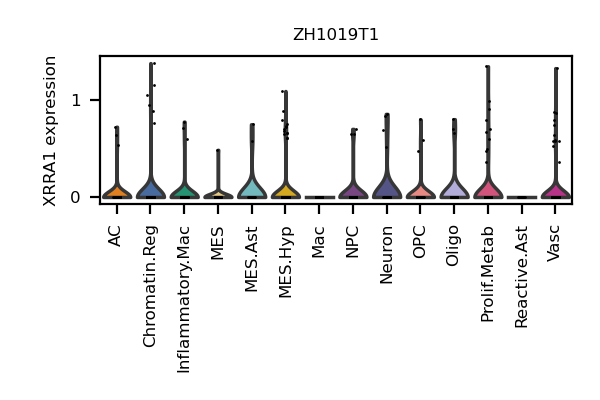 ZH1019T1
XRRA1 expression
1
0
AC
Chromatin.Reg
Inflammatory.Mac
MES
MES.Ast
MES.Hyp
Mac
NPC
Neuron
OPC
Oligo
Prolif.Metab
Reactive.Ast
Vasc